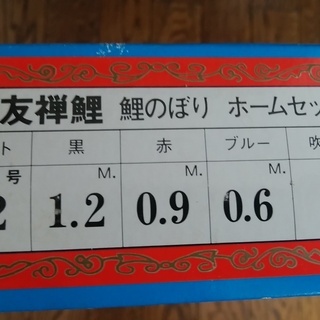 友禅鯉 鯉のぼり ホームセッ
ト 黒 赤 ブルー 吹
号 M. M. M.
2 1.2 0.9 0.6